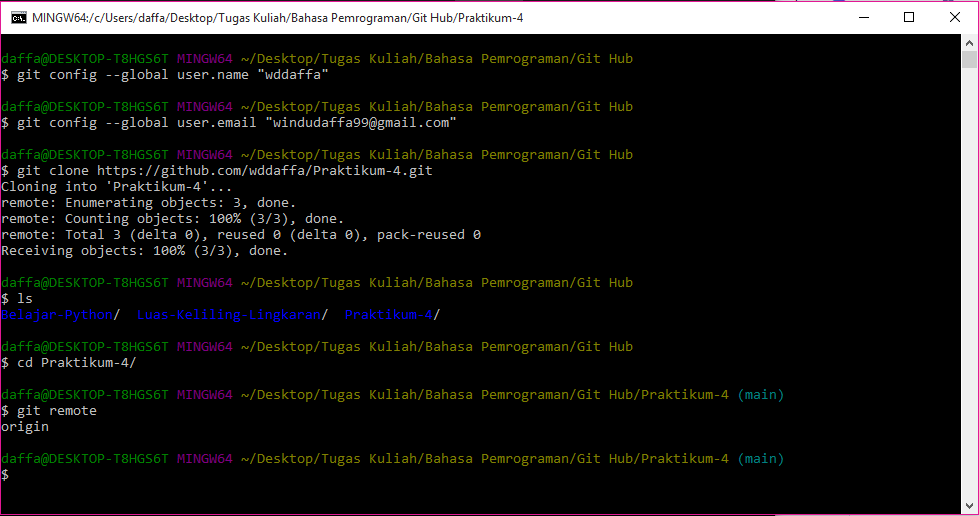 MINGW64:/c/Users/daffa/Desktop/Tugas Kuliah/Bahasa Pemrograman/Git Hub/Praktikum-4
daffa@DESKTOP-T8HGS6T MINGW64 ~/Desktop/Tugas Kuliah/Bahasa Pemrograman/Git Hub
$ git config --global user.name "wddaffa"
daffa@DESKTOP-T8HGS6T MINGW64 ~/Desktop/Tugas Kuliah/Bahasa Pemrograman/Git Hub
$ git config --global user.email "windudaffa99@gmail.com"
daffa@DESKTOP-T8HGS6T MINGW64 ~/Desktop/Tugas Kuliah/Bahasa Pemrograman/Git Hub
$ git clone https://github.com/wddaffa/Praktikum-4.git
Cloning into 'Praktikum-4'...
remote: Enumerating objects: 3, done.
remote: Counting objects: 100% (3/3), done.
remote: Total 3 (delta 0), reused 0 (delta 0), pack-reused 0
Receiving objects: 100% (3/3), done.
daffa@DESKTOP-T8HGS6T MINGW64 ~/Desktop/Tugas Kuliah/Bahasa Pemrograman/Git Hub
$ ls
Belajar-Python/  Luas-Keliling-Lingkaran/  Praktikum-4/
daffa@DESKTOP-T8HGS6T MINGW64 ~/Desktop/Tugas Kuliah/Bahasa Pemrograman/Git Hub
$ cd Praktikum-4/
daffa@DESKTOP-T8HGS6T MINGW64 ~/Desktop/Tugas Kuliah/Bahasa Pemrograman/Git Hub/Praktikum-4 (main)
$ git remote
origin
daffa@DESKTOP-T8HGS6T MINGW64 ~/Desktop/Tugas Kuliah/Bahasa Pemrograman/Git Hub/Praktikum-4 (main)
$